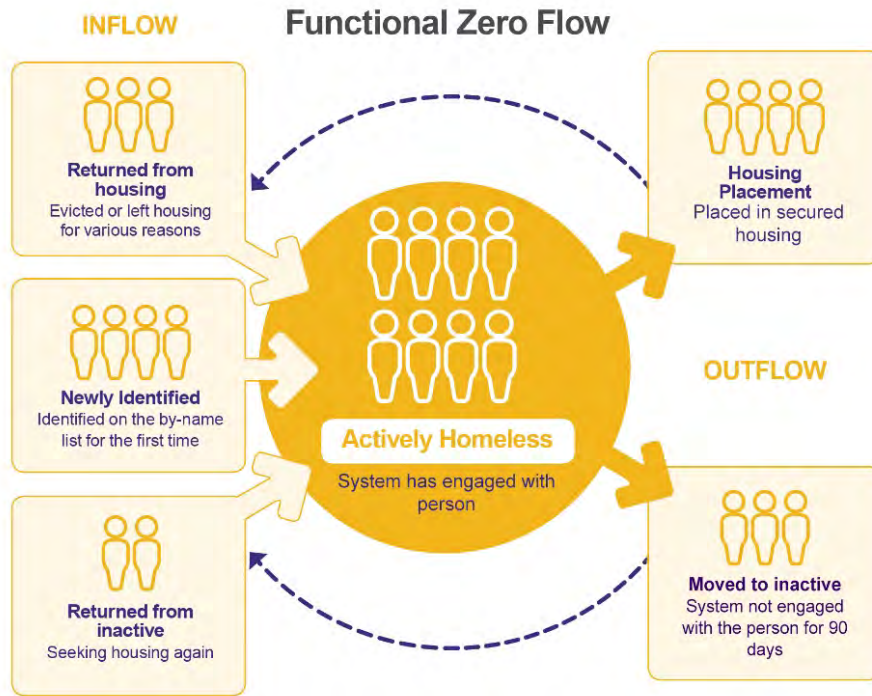 INFLOW
Functional Zero Flow
Returned from
housing
Evicted or left housing
for various reasons
Newly Identified
Identified on the by-name
list for the first time
Returned from
inactive
Seeking housing again
Actively Homeless
System has engaged with
person
Housing
Placement
Placed in secured
housing
OUTFLOW
Moved to inactive
System not engaged
with the person for 90
days